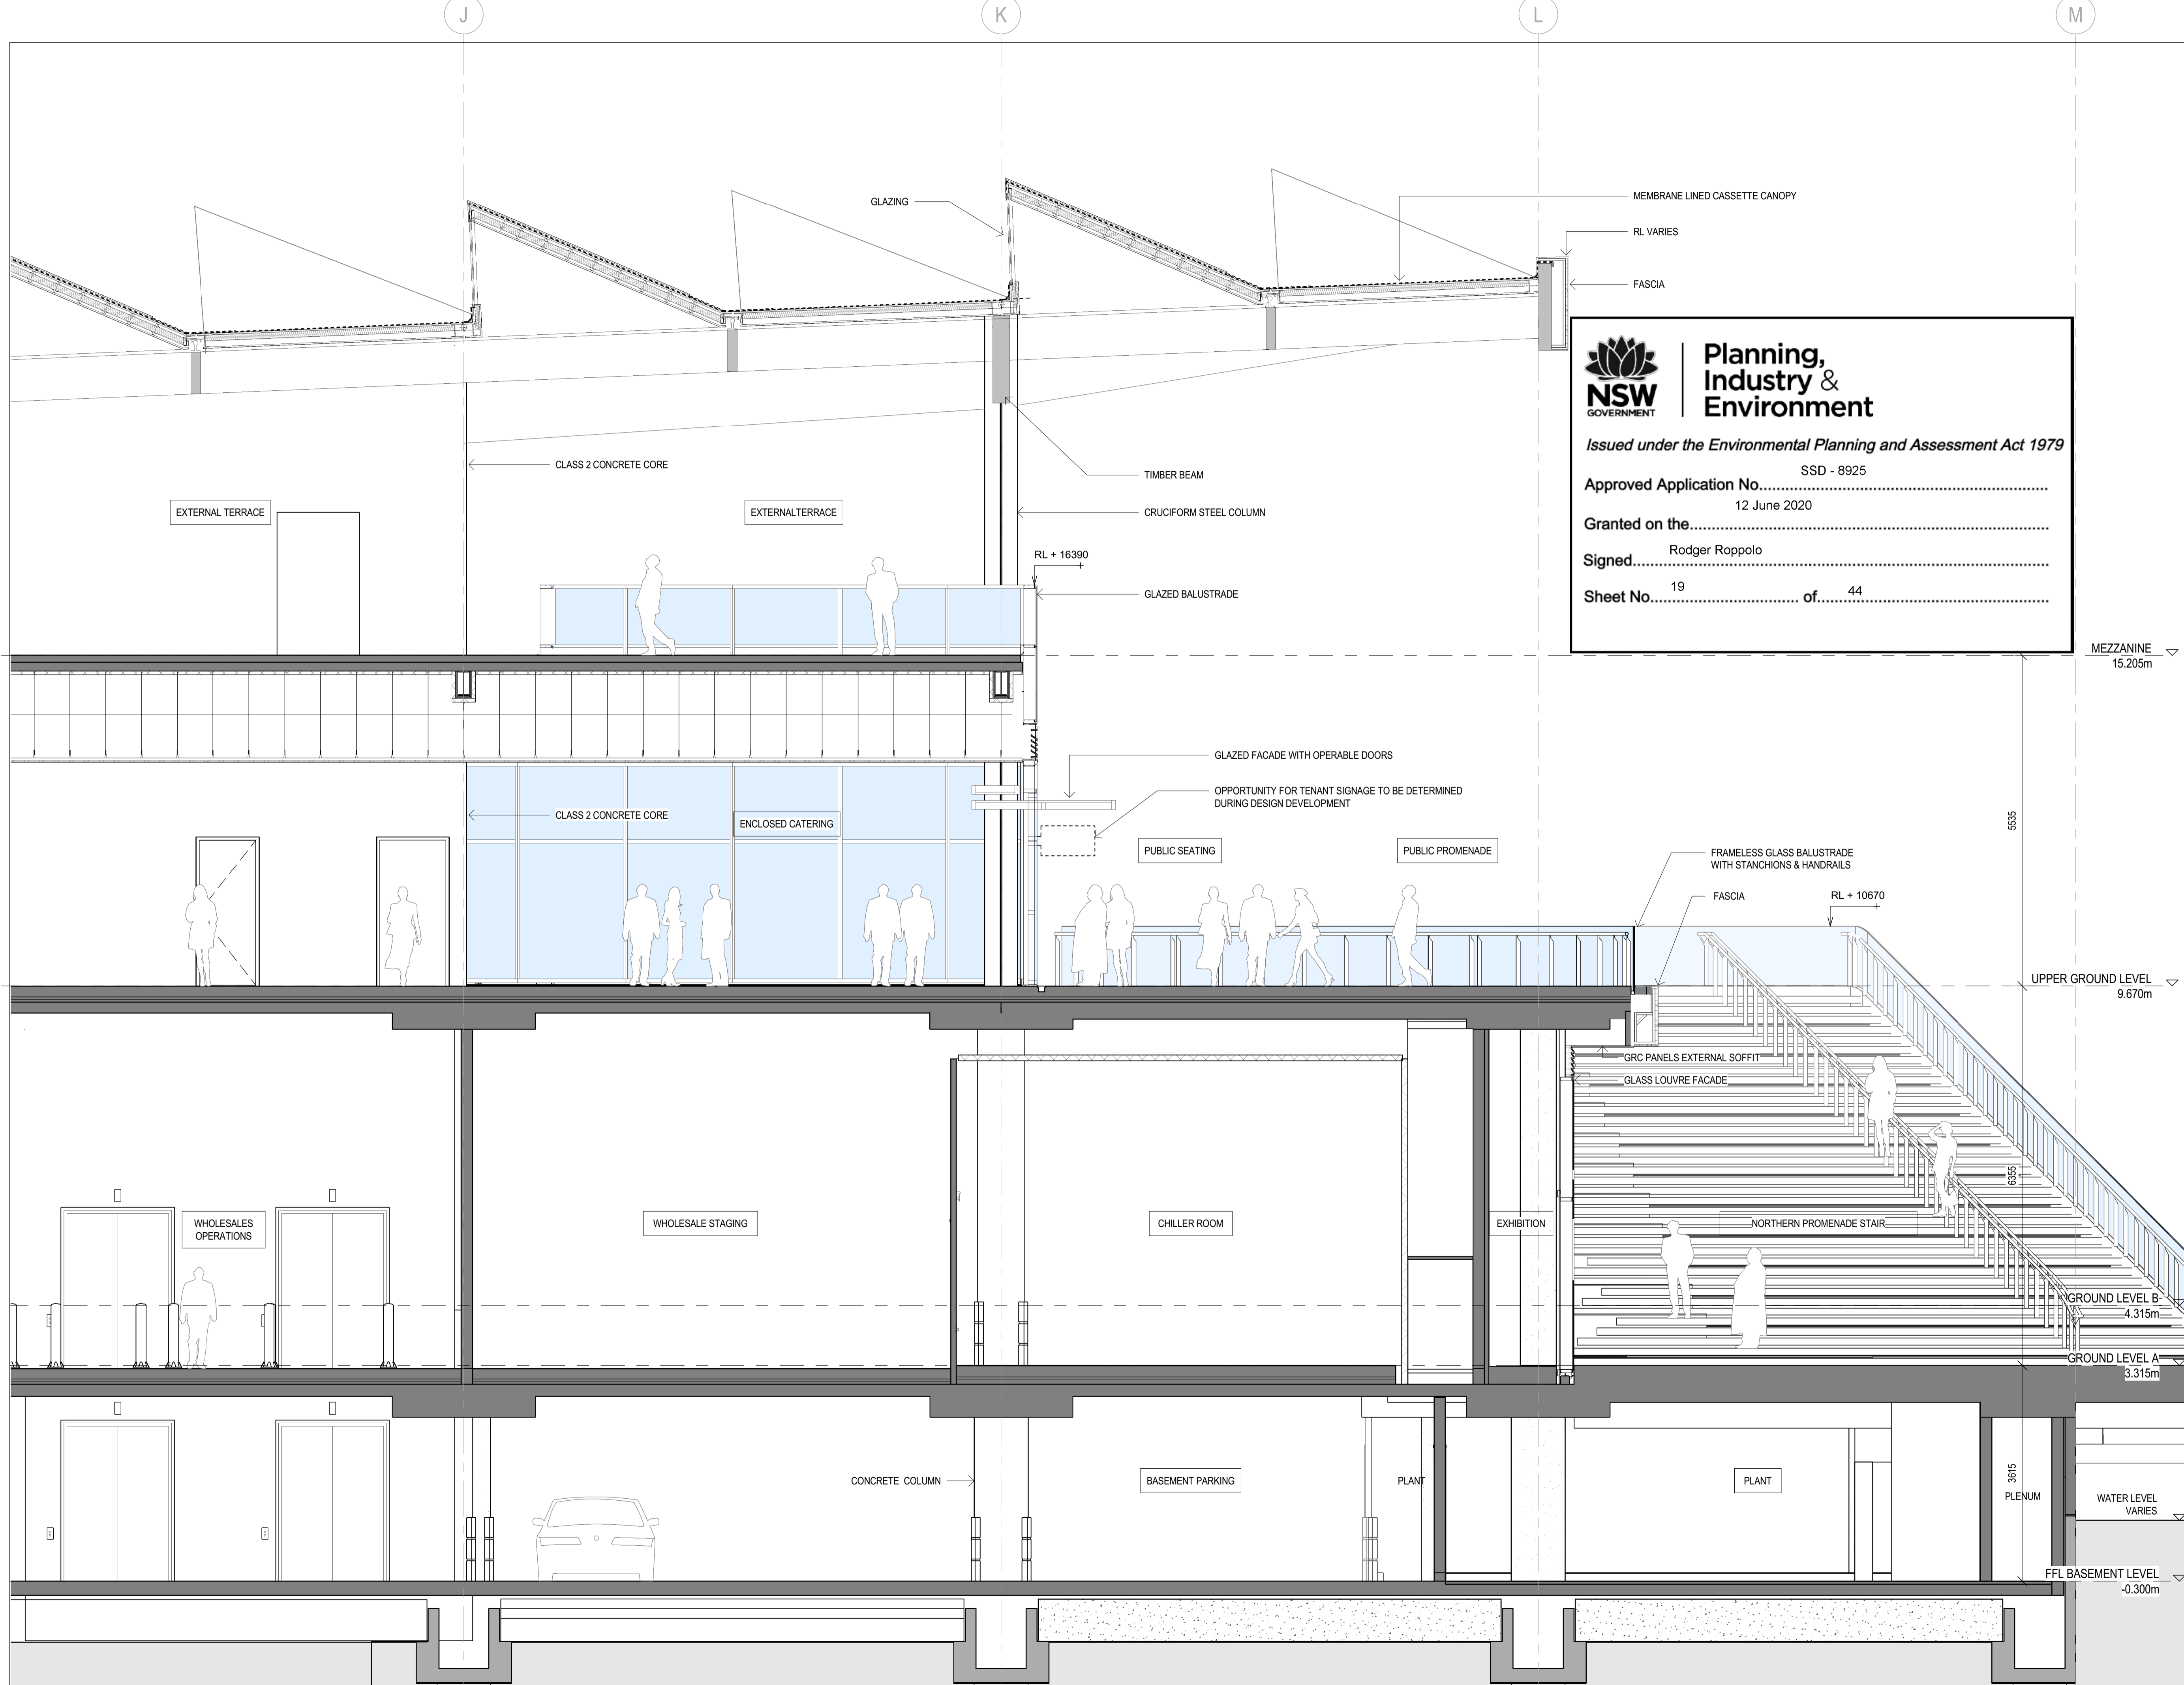 J
K
L
M
GLAZING
MEMBRANE LINED CASSETTE CANOPY
RL VARIES
FASCIA
NSW
GOVERNMENT
Planning,
Industry &
Environment
Issued under the Environmental Planning and Assessment Act 1979
SSD - 8925
Approved Application No.
12 June 2020
Granted on the
Rodger Roppolo
Signed
Sheet No. 19 of 44
CLASS 2 CONCRETE CORE
TIMBER BEAM
EXTERNAL TERRACE
EXTERNALTERRACE
CRUCIFORM STEEL COLUMN
RL + 16390
GLAZED BALUSTRADE
MEZZANINE
15.205m
GLAZED FACADE WITH OPERABLE DOORS
OPPORTUNITY FOR TENANT SIGNAGE TO BE DETERMINED
DURING DESIGN DEVELOPMENT
CLASS 2 CONCRETE CORE
ENCLOSED CATERING
5535
PUBLIC SEATING
PUBLIC PROMENADE
FRAMELESS GLASS BALUSTRADE
WITH STANCHIONS & HANDRAILS
FASCIA
RL + 10670
UPPER GROUND LEVEL
9.670m
GRC PANELS EXTERNAL SOFFIT
GLASS LOUVRE FACADE
6355
WHOLESALES
OPERATIONS
WHOLESALE STAGING
CHILLER ROOM
EXHIBITION
NORTHERN PROMENADE STAIR
GROUND LEVEL B
4.315m
GROUND LEVEL A
3.315m
CONCRETE COLUMN
BASEMENT PARKING
PLANT
PLANT
3615
PLENUM
WATER LEVEL
VARIES
FFL BASEMENT LEVEL
-0.300m